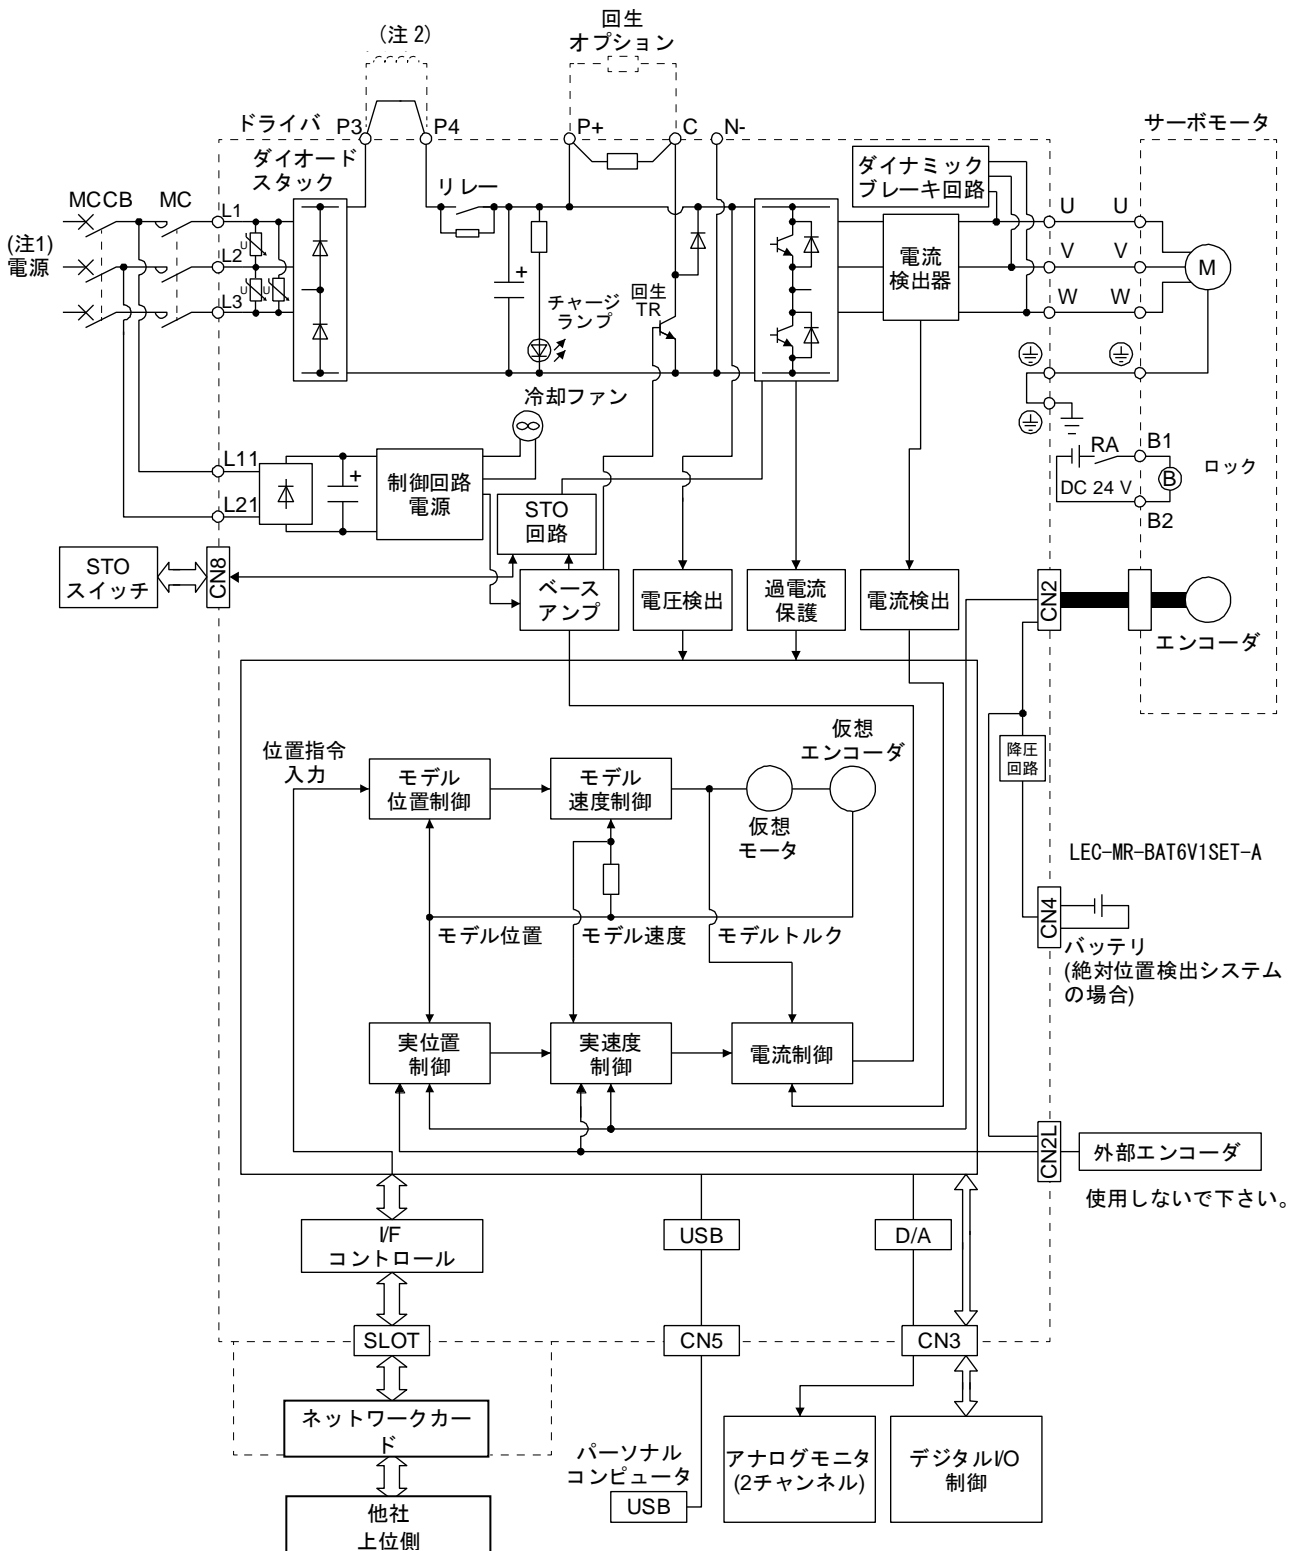 (注 2)
回生
オプション
ドライバ
P3
P4
P+
C
N-
サーボモータ
ダイオード
スタック
リレー
ダイナミック
ブレーキ回路
MCCB
MC
L1
L2
L3
U
U
U
(注1)
電源
+
チャージ
ランプ
回生
TR
電流
検出器
U
U
V
V
W
W
M
冷却ファン
L11
L21
+
制御回路
電源
STO
回路
RA
DC 24 V
B1
B
B2
ロック
STO
スイッチ
CN8
ベース
アンプ
電圧検出
過電流
保護
電流検出
CN2
エンコーダ
位置指令
入力
モデル
位置制御
モデル
速度制御
仮想
エンコーダ
仮想
モータ
降圧
回路
LEC-MR-BAT6V1SET-A
CN4
バッテリ
(絶対位置検出システム
の場合)
モデル位置
モデル速度
モデルトルク
実位置
制御
実速度
制御
電流制御
CN2L
外部エンコーダ
使用しないで下さい。
I/F
コントロール
USB
D/A
SLOT
CN5
CN3
ネットワークカー
ド
パーソナル
コンピュータ
USB
アナログモニタ
(2チャンネル)
デジタルI/O
制御
他社
上位側